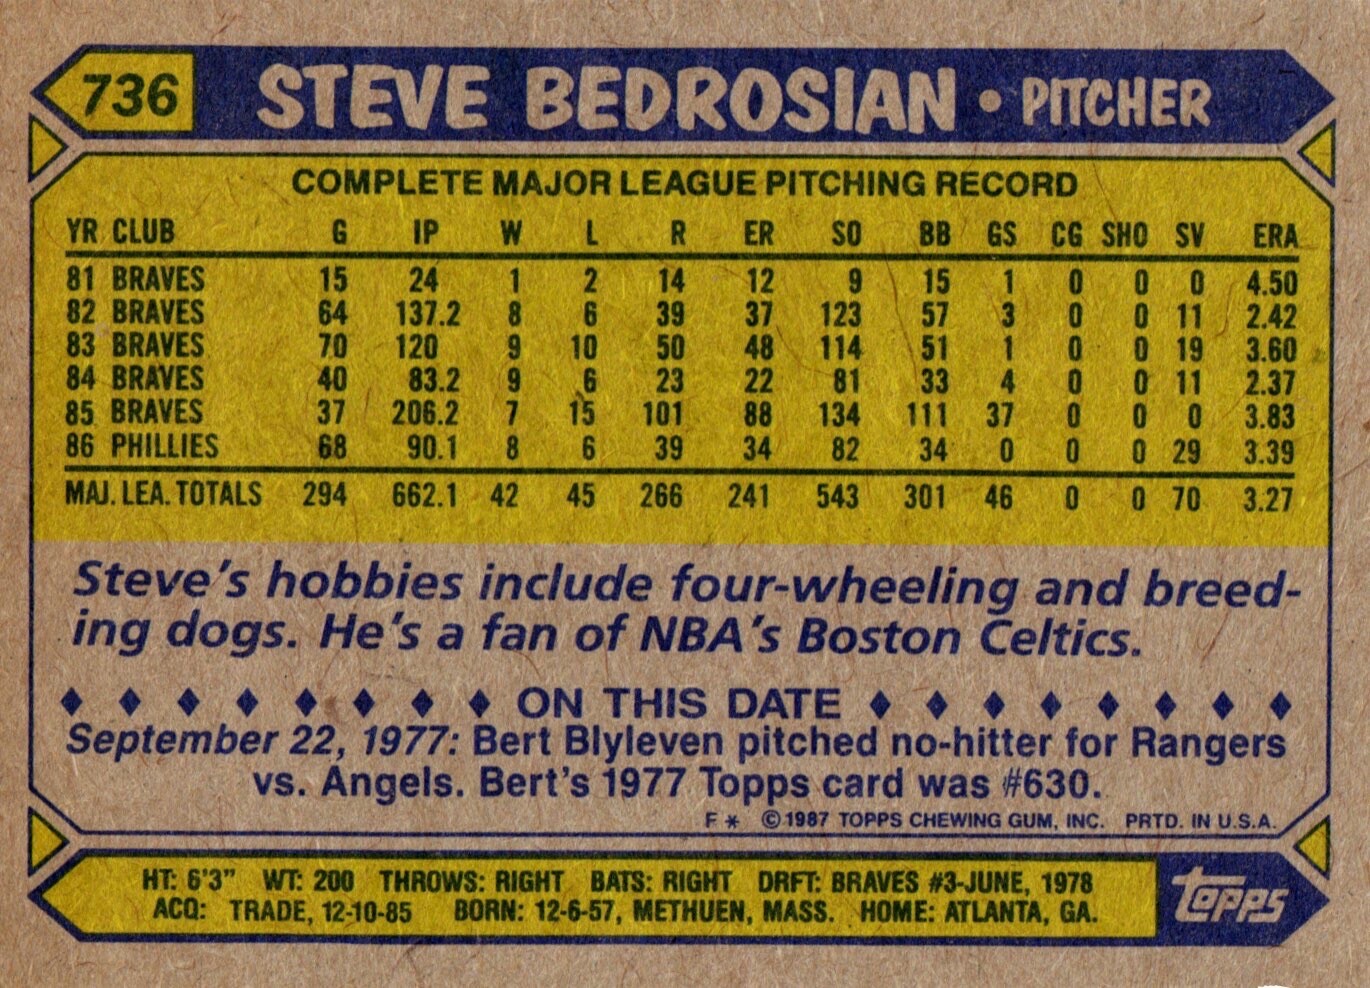 736 STEVE BEDROSIAN • PITCHER
COMPLETE MAJOR LEAGUE PITCHING RECORD
YR CLUB G IP W L R ER SO BB GS CG SHO SV ERA
81 BRAVES 15 24 1 2 14 12 9 15 1 0 0 0 4.50
82 BRAVES 64 137.2 8 6 39 37 123 57 3 0 0 11 2.42
83 BRAVES 70 120 9 10 50 48 114 51 1 0 0 19 3.60
84 BRAVES 40 83.2 9 6 23 22 81 33 4 0 0 11 2.37
85 BRAVES 37 206.2 7 15 101 88 134 111 37 0 0 0 3.83
86 PHILLIES 68 90.1 8 6 39 34 82 34 0 0 0 29 3.39
MAJ. LEA. TOTALS 294 662.1 42 45 266 241 543 301 46 0 0 70 3.27
Steve's hobbies include four-wheeling and breed-
ing dogs. He's a fan of NBA's Boston Celtics.
♦ ♦ ♦ ♦ ♦ ♦ ♦ ♦ ON THIS DATE ♦ ♦ ♦ ♦ ♦ ♦ ♦ ♦
September 22, 1977: Bert Blyleven pitched no-hitter for Rangers
vs. Angels. Bert's 1977 Topps card was #630.
F * © 1987 TOPPS CHEWING GUM, INC. PRTD. IN U.S.A.
HT: 6'3" WT: 200 THROWS: RIGHT BATS: RIGHT DRFT: BRAVES #3-JUNE, 1978
ACQ: TRADE, 12-10-85 BORN: 12-6-57, METHUEN, MASS. HOME: ATLANTA, GA.
topps